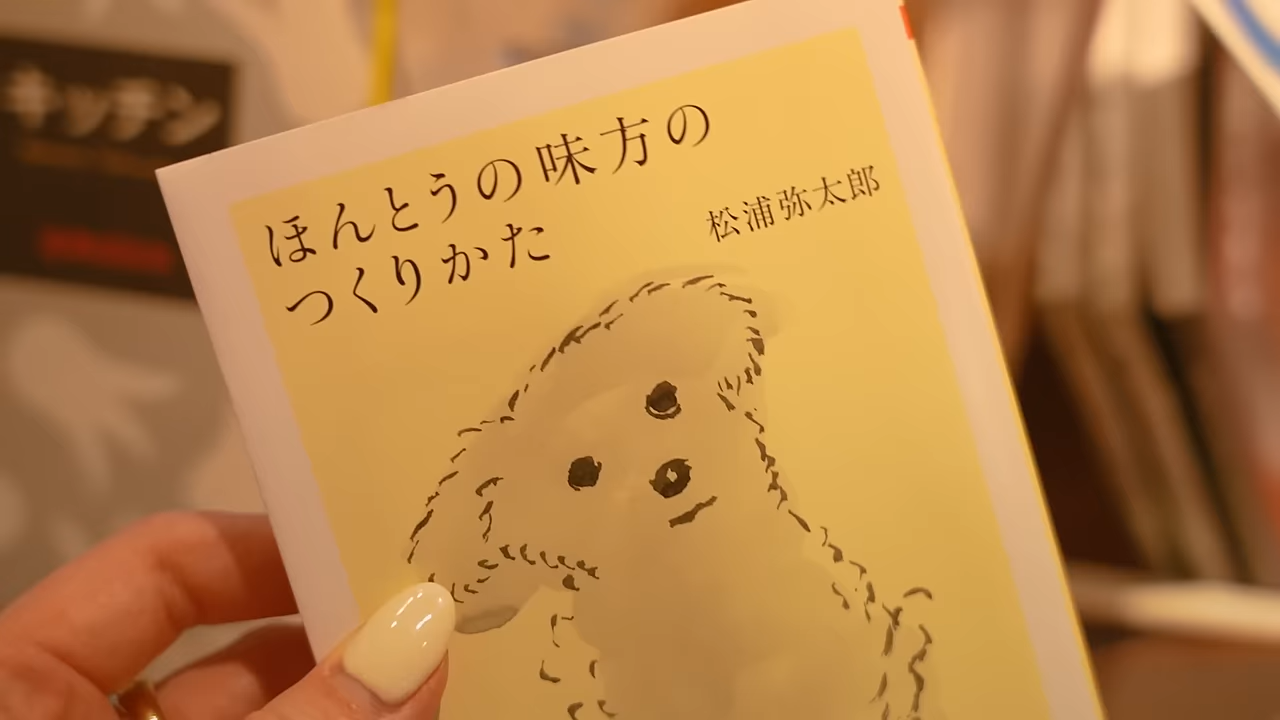 ほんとうの味方の
つくりかた
松浦弥太郎
キッチン